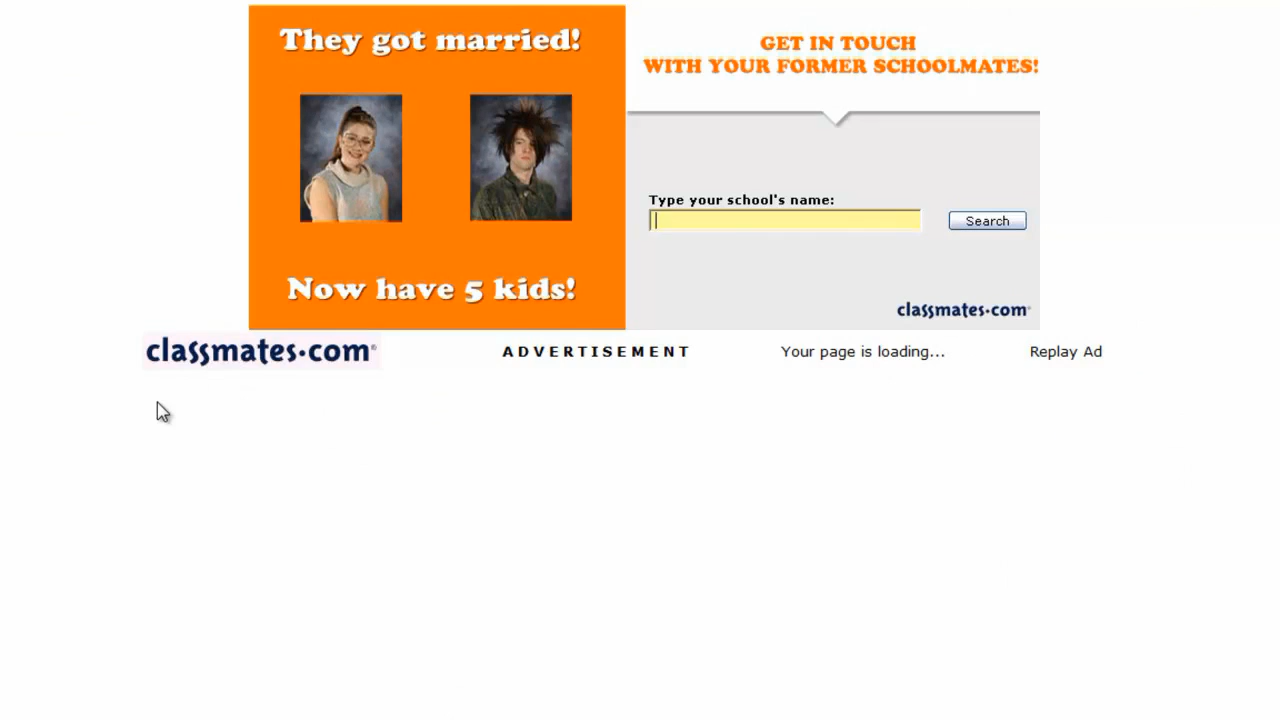 They got married!
Now have 5 kids!
GET IN TOUCH
WITH YOUR FORMER SCHOOLMATES!
Type your school's name:
Search
classmates.com
classmates.com®
ADVERTISEMENT
Your page is loading...
Replay Ad